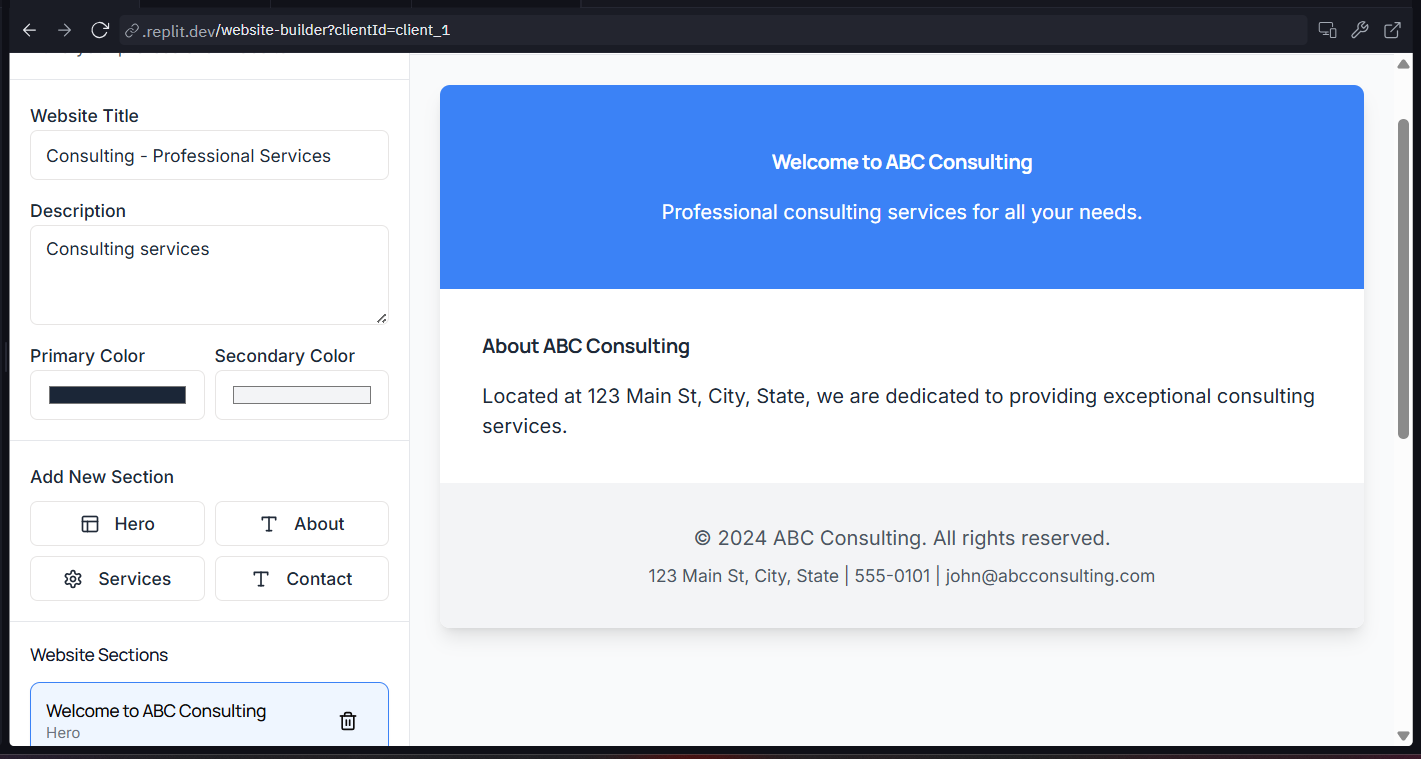 .replit.dev/website-builder?clientId=client_1
Website Title
Consulting - Professional Services
Description
Consulting services
Primary Color
Secondary Color
Add New Section
Hero
About
Services
Contact
Website Sections
Welcome to ABC Consulting
Hero
Welcome to ABC Consulting
Professional consulting services for all your needs.
About ABC Consulting
Located at 123 Main St, City, State, we are dedicated to providing exceptional consulting
services.
© 2024 ABC Consulting. All rights reserved.
123 Main St, City, State | 555-0101 | john@abcconsulting.com